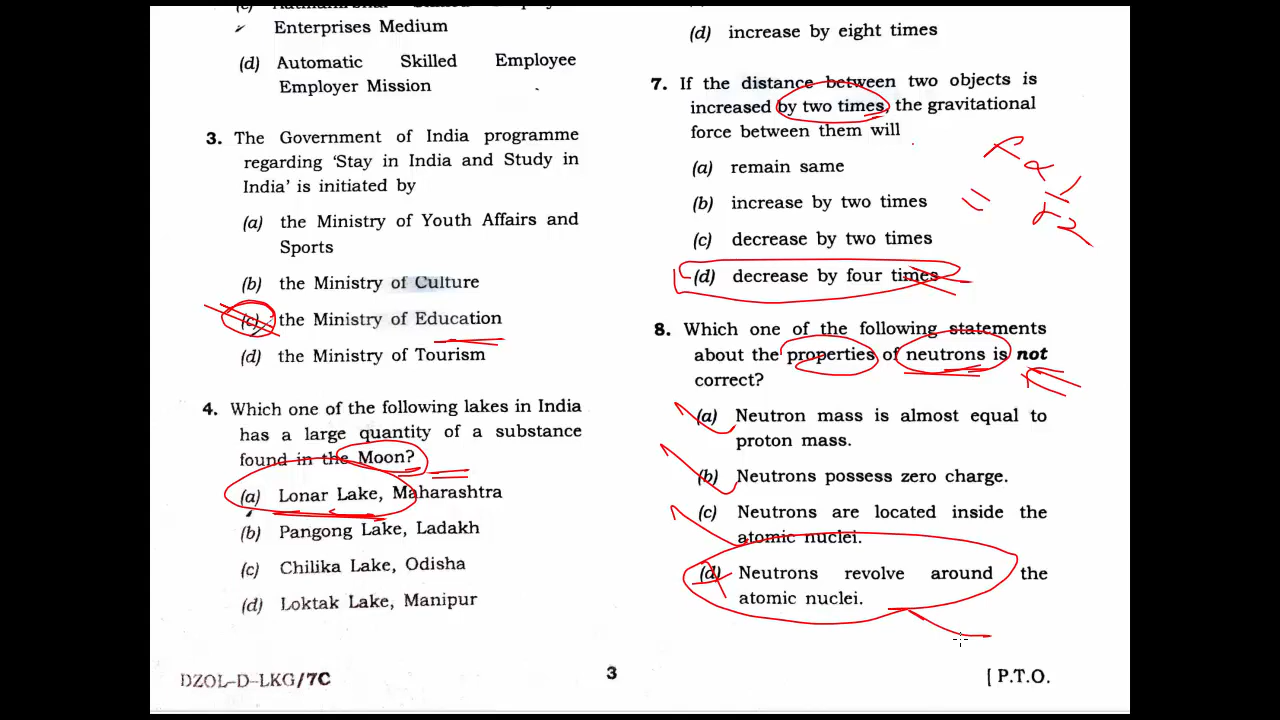 Enterprises Medium
(d) Automatic Skilled Employee
Employer Mission
3. The Government of India programme
regarding ‘Stay in India and Study in
India’ is initiated by
(a) the Ministry of Youth Affairs and
Sports
(b) the Ministry of Culture
(c) the Ministry of Education
(d) the Ministry of Tourism
4. Which one of the following lakes in India
has a large quantity of a substance
found in the Moon?
(a) Lonar Lake, Maharashtra
(b) Pangong Lake, Ladakh
(c) Chilika Lake, Odisha
(d) Loktak Lake, Manipur
(d) increase by eight times
7. If the distance between two objects is
increased by two times, the gravitational
force between them will
(a) remain same
(b) increase by two times
(c) decrease by two times
(d) decrease by four times
8. Which one of the following statements
about the properties of neutrons is not
correct?
(a) Neutron mass is almost equal to
proton mass.
(b) Neutrons possess zero charge.
(c) Neutrons are located inside the
atomic nuclei.
(d) Neutrons revolve around the
atomic nuclei.
DZOL-D-LKG/7C
3
[ P.T.O.